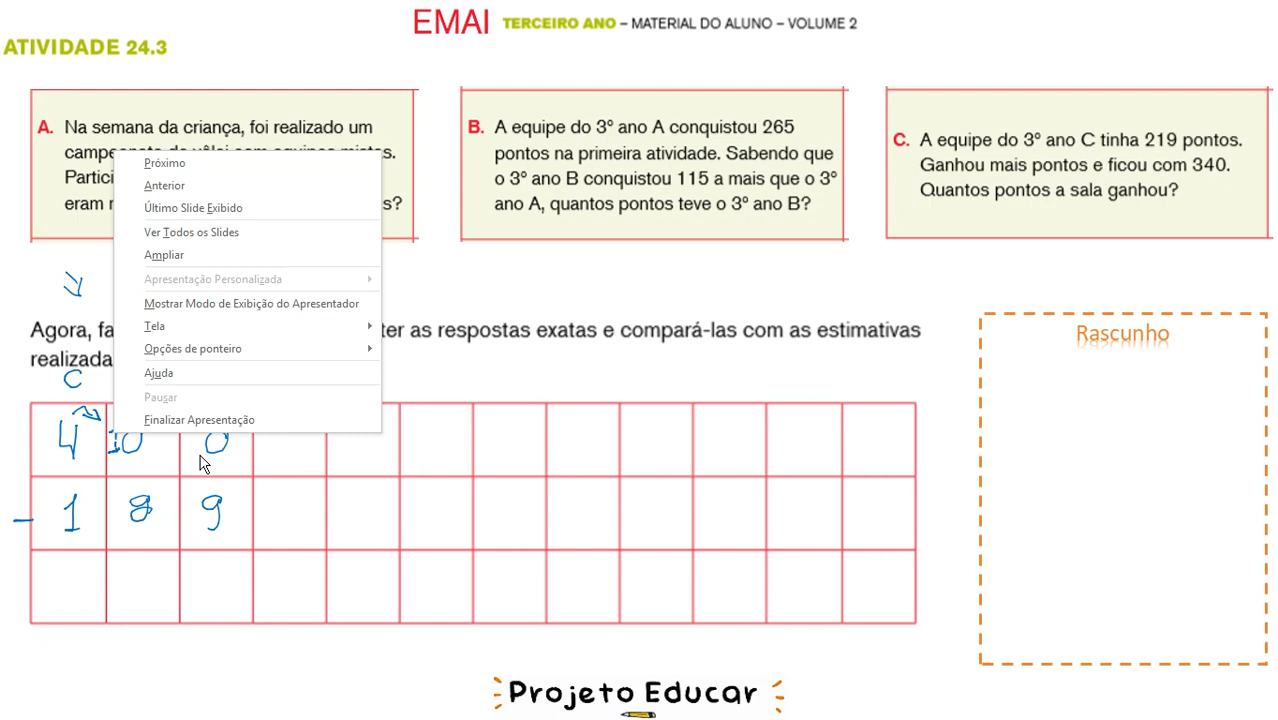 EMAI TERCEIRO ANO – MATERIAL DO ALUNO – VOLUME 2
ATIVIDADE 24.3
A. Na semana da criança, foi realizado um
Partici
eram s?
B. A equipe do 3º ano A conquistou 265
pontos na primeira atividade. Sabendo que
o 3º ano B conquistou 115 a mais que o 3º
ano A, quantos pontos teve o 3º ano B?
C. A equipe do 3º ano C tinha 219 pontos.
Ganhou mais pontos e ficou com 340.
Quantos pontos a sala ganhou?
Próximo
Anterior
Último Slide Exibido
Ver Todos os Slides
Ampliar
Apresentação Personalizada
Mostrar Modo de Exibição do Apresentador
Tela
Opções de ponteiro
Ajuda
Pausar
Finalizar Apresentação
Agora, fa ter as respostas exatas e compará-las com as estimativas
realizada
C
4 10 0
- 1 8 9
Rascunho
Projeto Educar